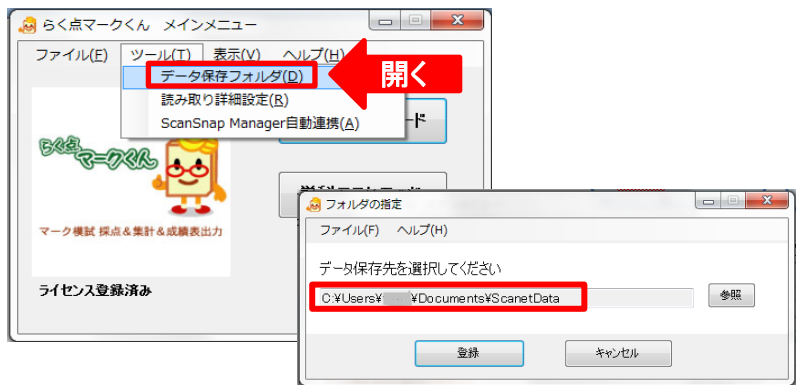 らく点マークくん メインメニュー
ファイル(F) ツール(T) 表示(V) ヘルプ(H)
データ保存フォルダ(D)
開く
読み取り詳細設定(R)
ScanSnap Manager自動連携(A)
ード
らく点
マークくん
マーク模試 採点&集計&成績表出力
ライセンス登録済み
フォルダの指定
ファイル(F) ヘルプ(H)
データ保存先を選択してください
C:¥Users¥ ¥Documents¥ScanetData
参照
登録 キャンセル